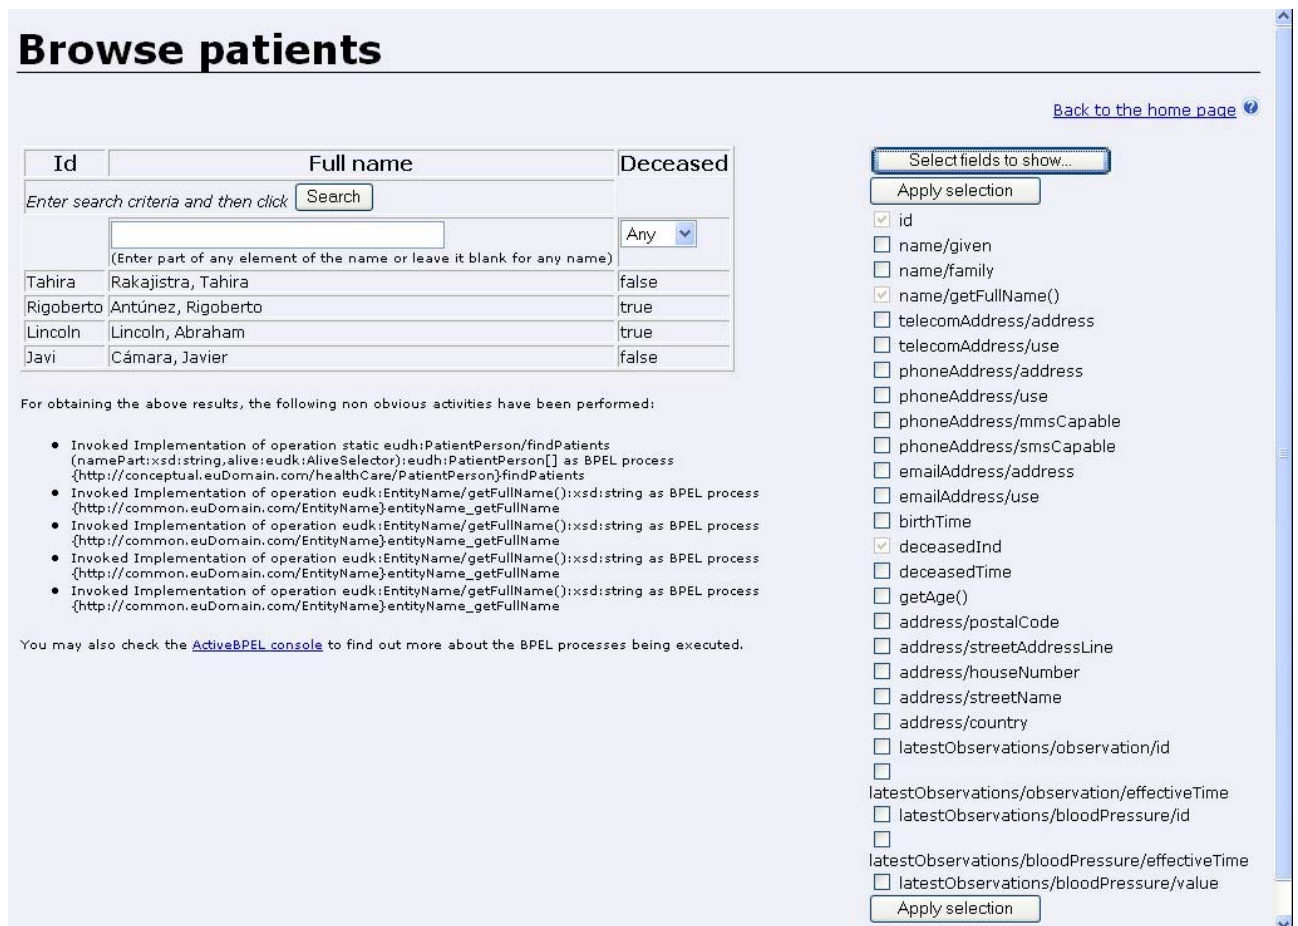 Browse patients
Back to the home page
Id Full name Deceased
Enter search criteria and then click Search
Any
(Enter part of any element of the name or leave it blank for any name)
Tahira Rakajistra, Tahira false
Rigoberto Antúnez, Rigoberto true
Lincoln Lincoln, Abraham true
Javi Cámara, Javier false
For obtaining the above results, the following non obvious activities have been performed:
• Invoked Implementation of operation static eudh:PatientPerson/findPatients
(namePart:xsd:string,alive:eudk:AliveSelector):eudh:PatientPerson[] as BPEL process
{http://conceptual.euDomain.com/healthCare/PatientPerson}findPatients
• Invoked Implementation of operation eudk:EntityName/getFullName():xsd:string as BPEL process
{http://common.euDomain.com/EntityName}entityName_getFullName
• Invoked Implementation of operation eudk:EntityName/getFullName():xsd:string as BPEL process
{http://common.euDomain.com/EntityName}entityName_getFullName
• Invoked Implementation of operation eudk:EntityName/getFullName():xsd:string as BPEL process
{http://common.euDomain.com/EntityName}entityName_getFullName
• Invoked Implementation of operation eudk:EntityName/getFullName():xsd:string as BPEL process
{http://common.euDomain.com/EntityName}entityName_getFullName
You may also check the ActiveBPEL console to find out more about the BPEL processes being executed.
Select fields to show...
Apply selection
id
name/given
name/family
name/getFullName()
telecomAddress/address
telecomAddress/use
phoneAddress/address
phoneAddress/use
phoneAddress/mmsCapable
phoneAddress/smsCapable
emailAddress/address
emailAddress/use
birthTime
deceasedInd
deceasedTime
getAge()
address/postalCode
address/streetAddressLine
address/houseNumber
address/streetName
address/country
latestObservations/observation/id
latestObservations/observation/effectiveTime
latestObservations/bloodPressure/id
latestObservations/bloodPressure/effectiveTime
latestObservations/bloodPressure/value
Apply selection